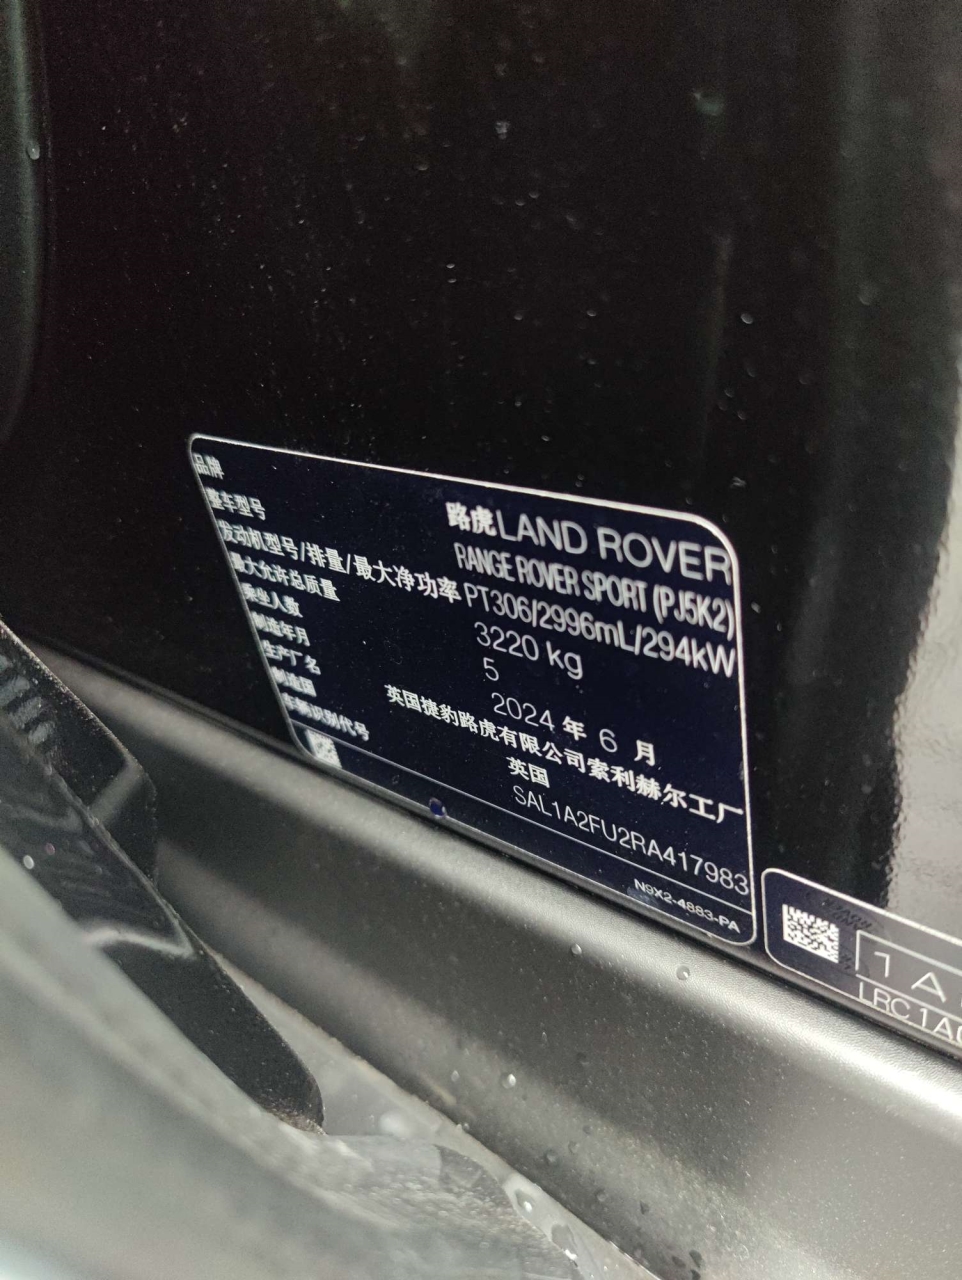 品牌 路虎LAND ROVER
整车型号 RANGE ROVER SPORT (PJ5K2)
发动机型号/排量/最大净功率 PT306/2996mL/294kW
最大允许总质量 3220 kg
乘坐人数 5
制造年月 2024 年 6 月
生产厂名 英国捷豹路虎有限公司索利赫尔工厂
制造国 英国
车辆识别代号 SAL1A2FU2RA417983
N9X2-4883-PA
1A
LRC 1A